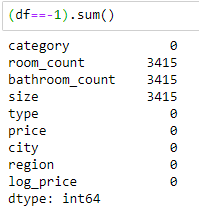 (df==-1).sum()
category 0
room_count 3415
bathroom_count 3415
size 3415
type 0
price 0
city 0
region 0
log_price 0
dtype: int64